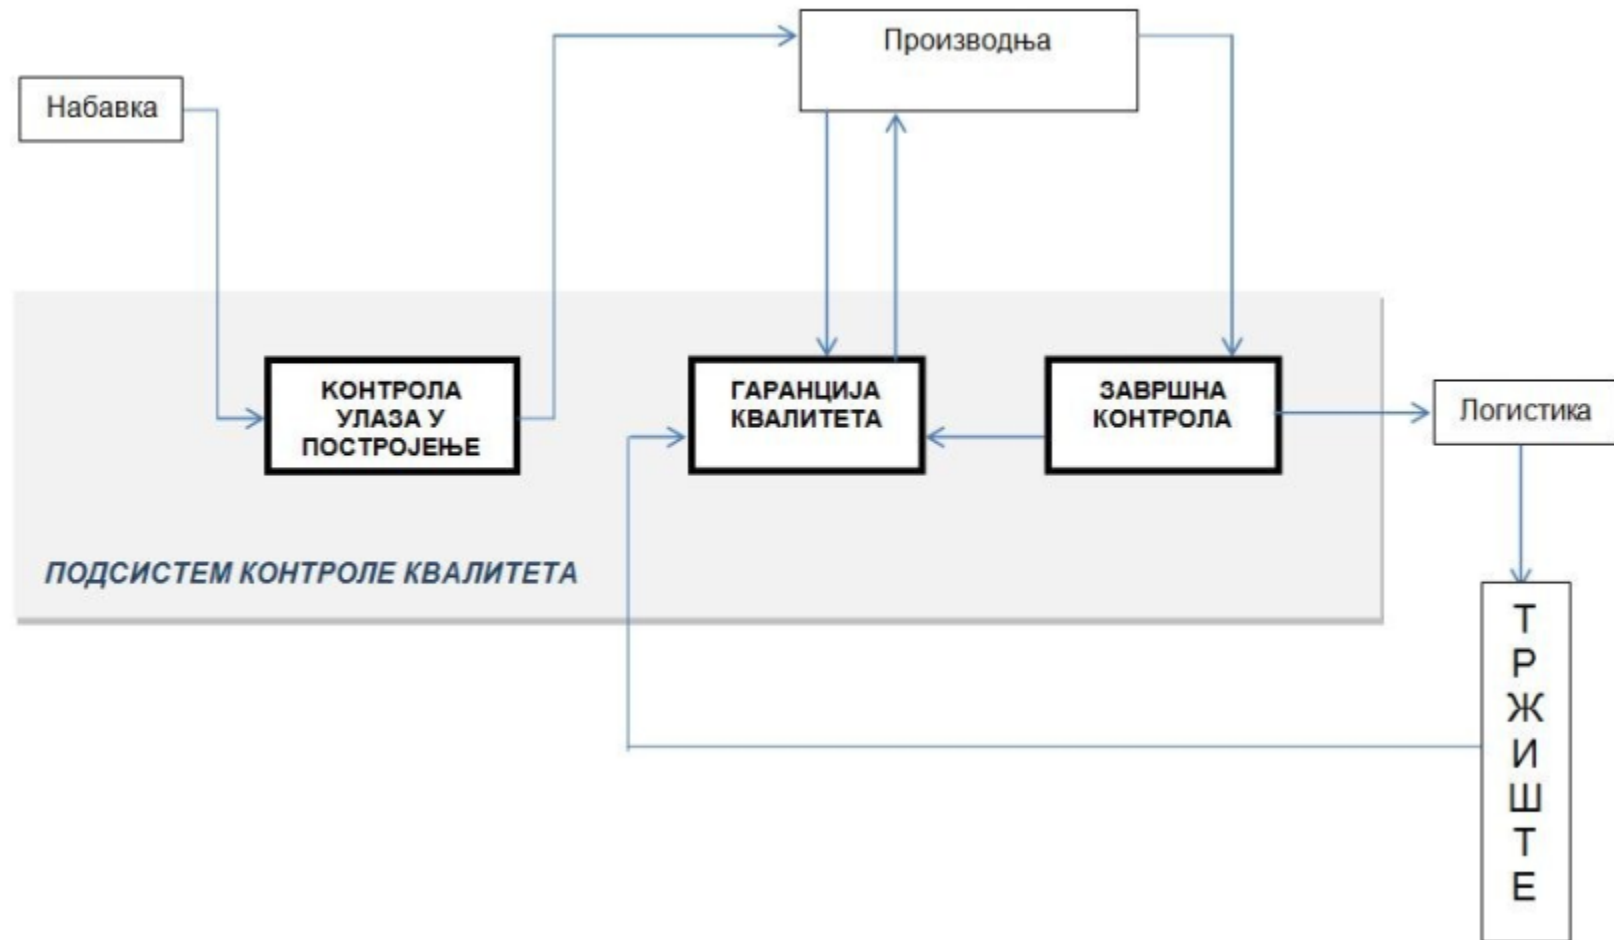 Производња
Набавка
КОНТРОЛА
УЛАЗА У
ПОСТРОЈЕЊЕ
ГАРАНЦИЈА
КВАЛИТЕТА
ЗАВРШНА
КОНТРОЛА
Логистика
ПОДСИСТЕМ КОНТРОЛЕ КВАЛИТЕТА
Т
Р
Ж
И
Ш
Т
Е